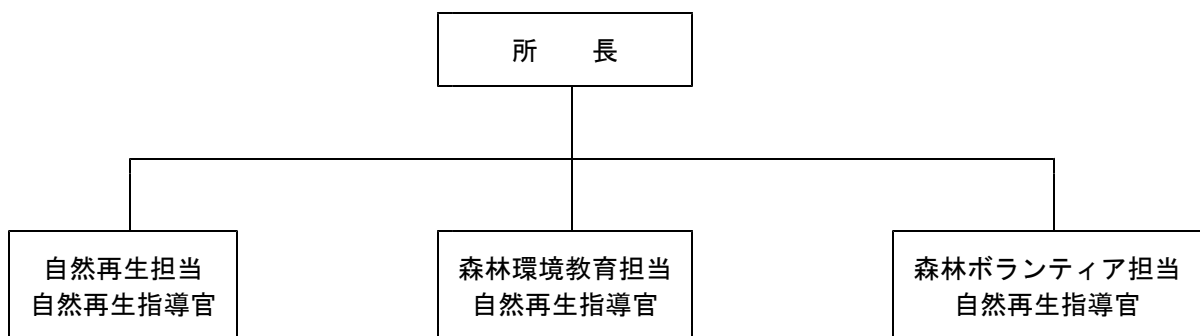 所　　長
自然再生担当
自然再生指導官
森林環境教育担当
自然再生指導官
森林ボランティア担当
自然再生指導官